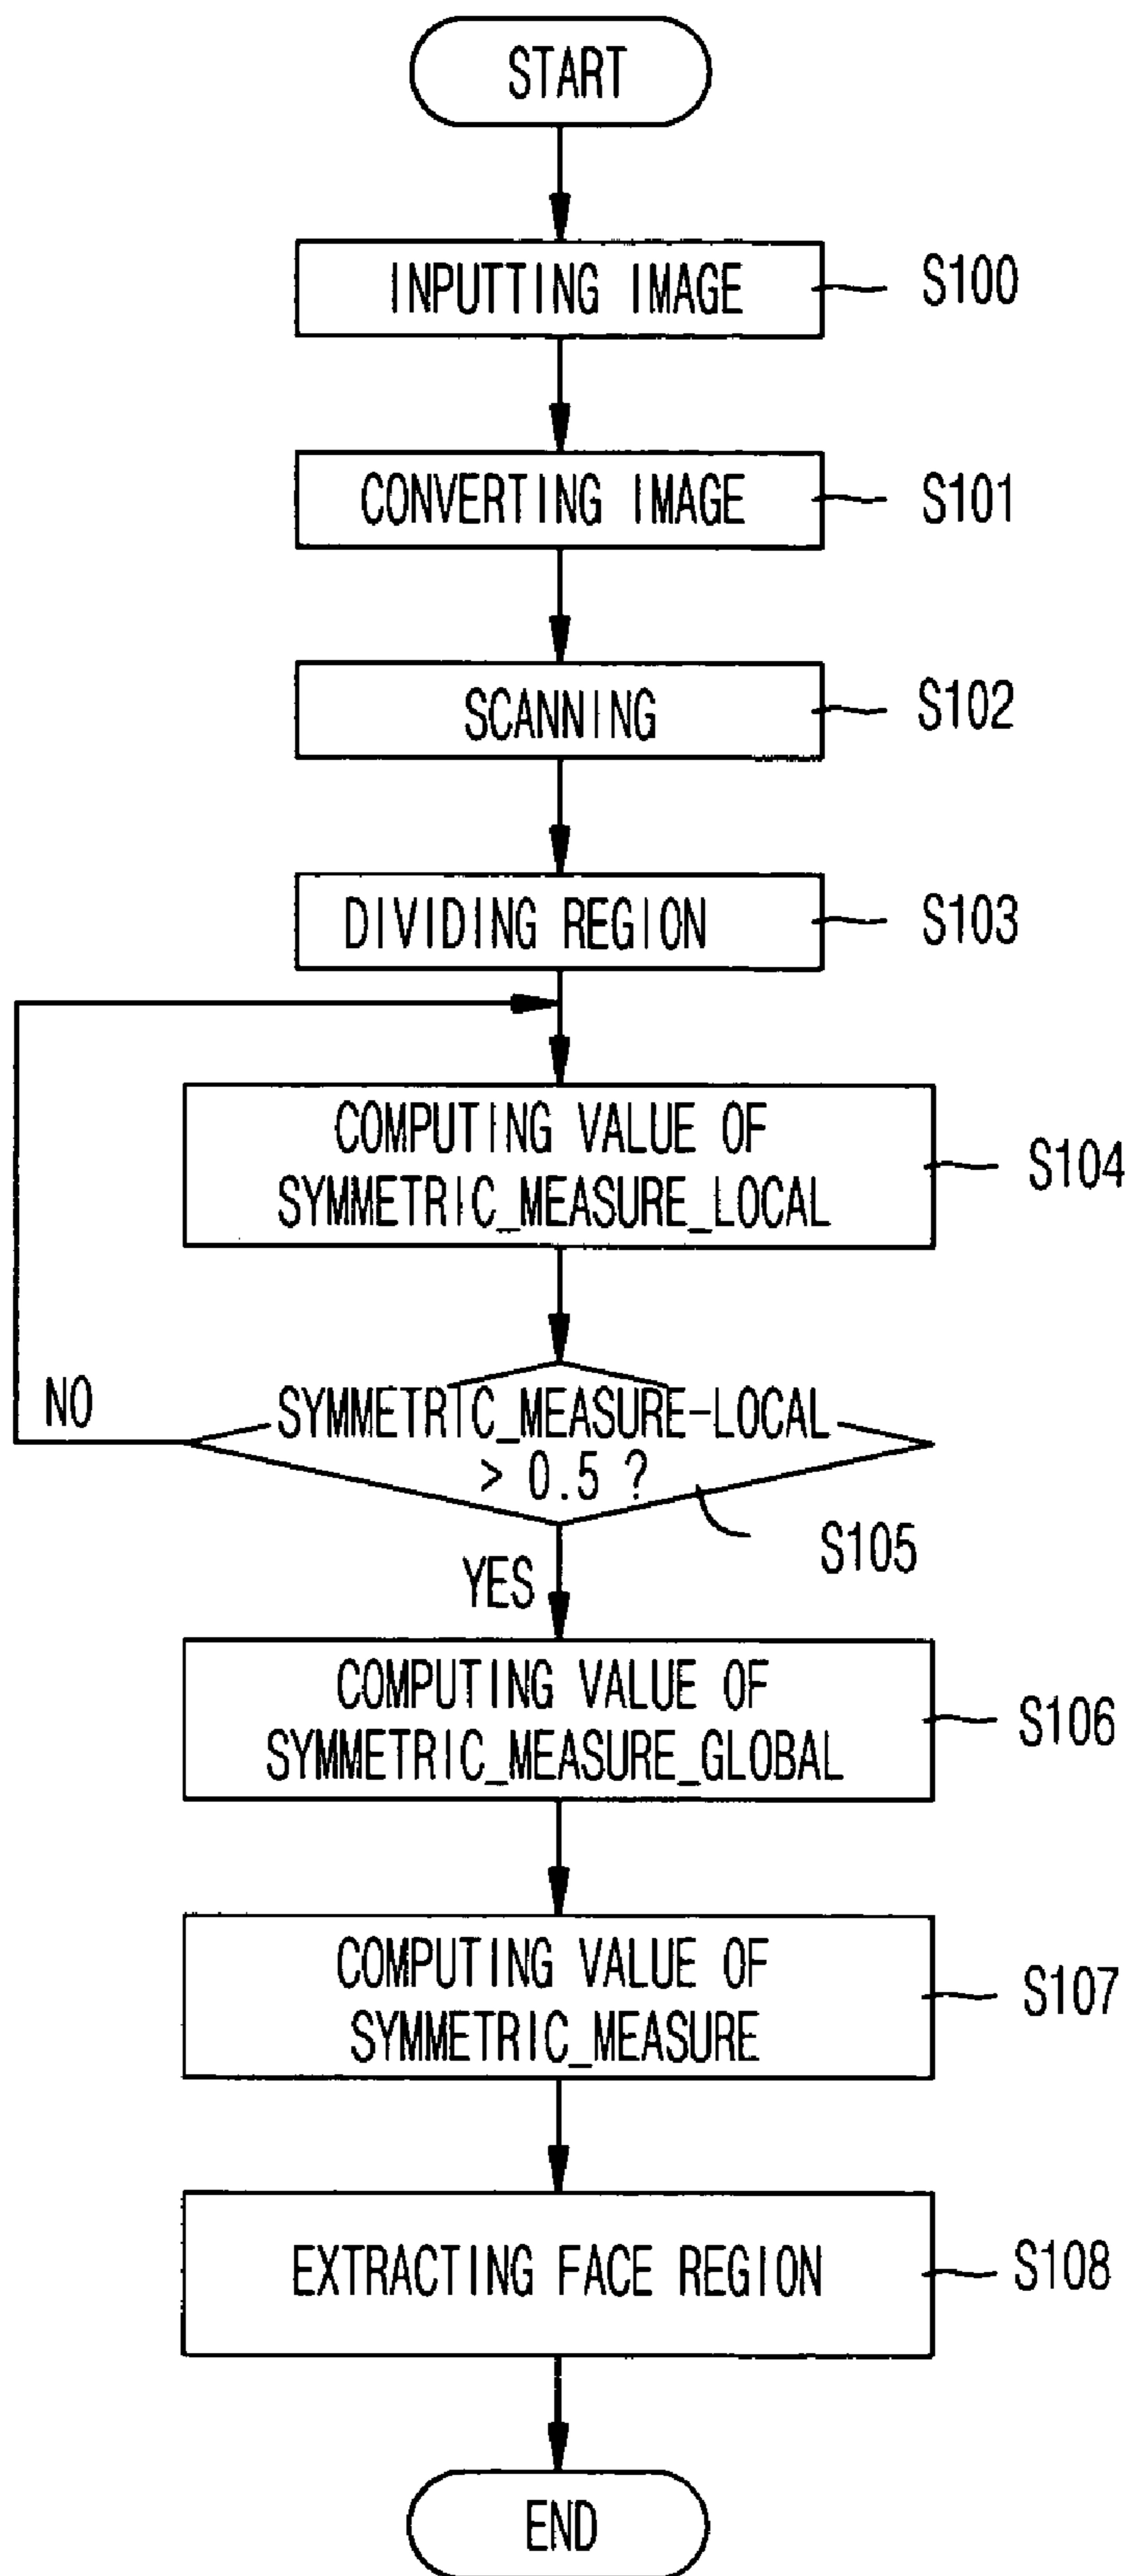 START
INPUTTING IMAGE
S100
CONVERTING IMAGE
S101
SCANNING
S102
DIVIDING REGION
S103
COMPUTING VALUE OF
SYMMETRIC_MEASURE_LOCAL
S104
NO
SYMMETRIC_MEASURE-LOCAL
> 0.5 ?
S105
YES
COMPUTING VALUE OF
SYMMETRIC_MEASURE_GLOBAL
S106
COMPUTING VALUE OF
SYMMETRIC_MEASURE
S107
EXTRACTING FACE REGION
S108
END